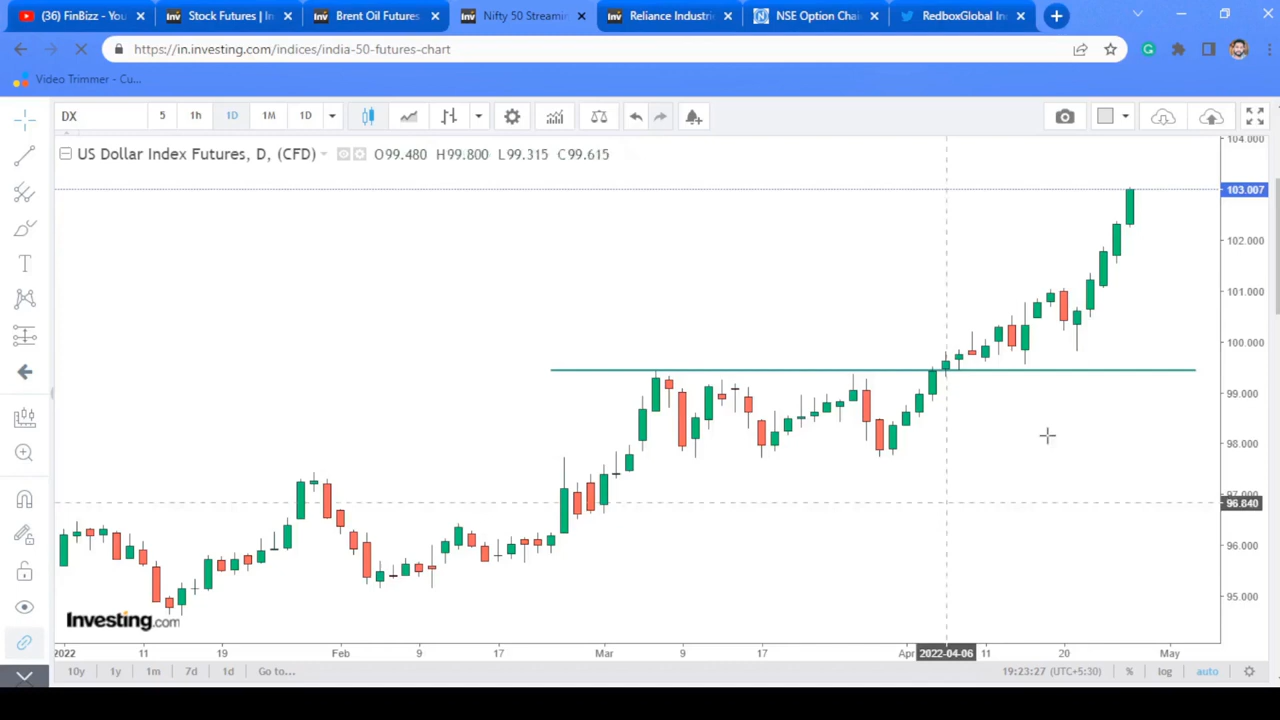 (36) FinBizz - You
Stock Futures | In
Brent Oil Futures
Nifty 50 Streamin
Reliance Industri
NSE Option Chai
RedboxGlobal In
https://in.investing.com/indices/india-50-futures-chart
Video Trimmer - Cu...
DX
5
1h
1D
1M
1D
US Dollar Index Futures, D, (CFD)
O99.480 H99.800 L99.315 C99.615
104.000
103.007
102.000
101.000
100.000
99.000
98.000
97.000
96.840
96.000
95.000
Investing.com
2022
11
19
Feb
9
17
Mar
9
17
Apr
2022-04-06
11
20
May
10y
1y
1m
7d
1d
Go to...
19:23:27 (UTC+5:30)
%
log
auto